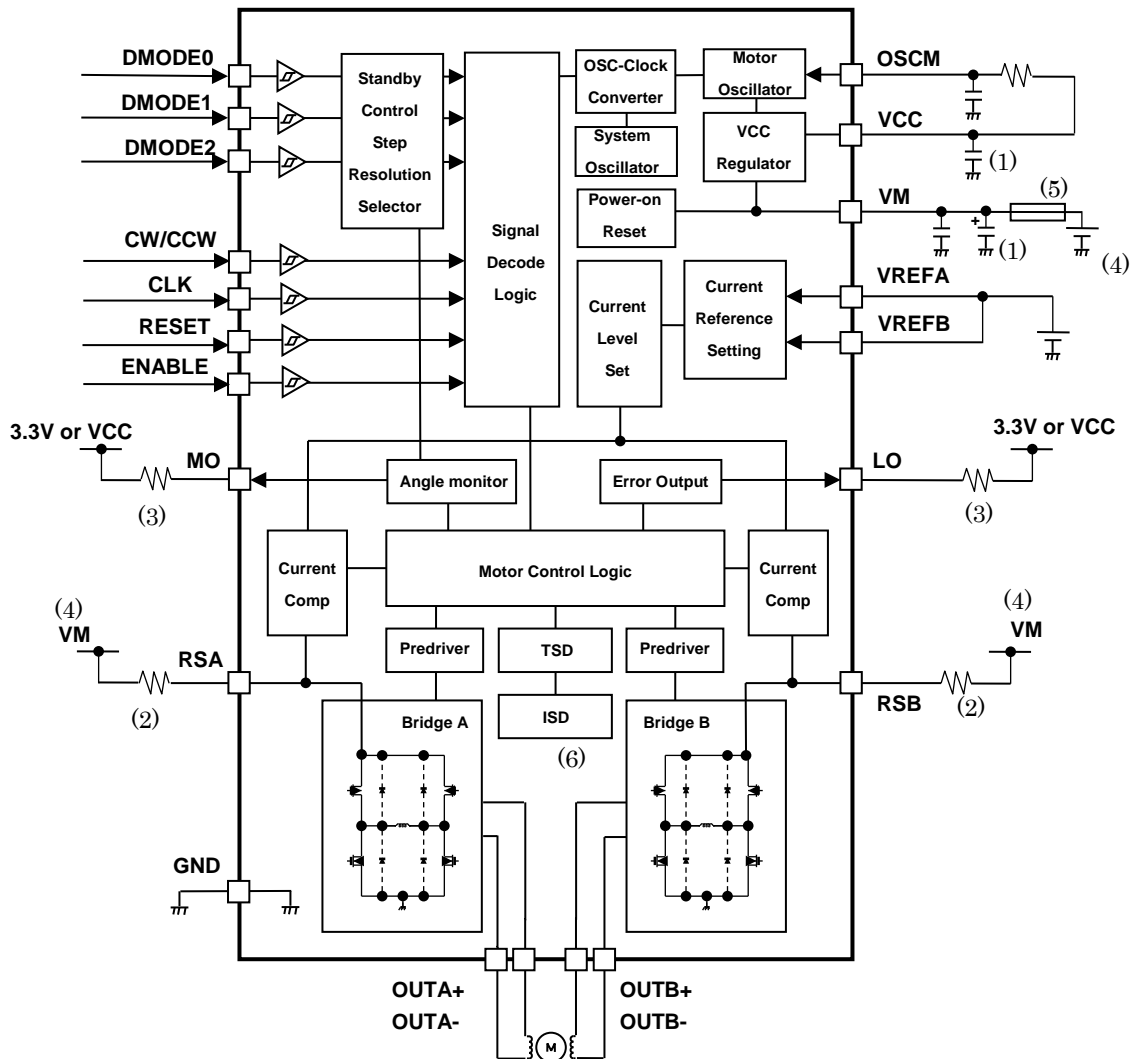 DMODE0
DMODE1
DMODE2
CW/CCW
CLK
RESET
ENABLE
Standby
Control
Step
Resolution
Selector
Signal
Decode
Logic
OSC-Clock
Converter
System
Oscillator
Motor
Oscillator
VCC
Regulator
Power-on
Reset
Current
Level
Set
Current
Reference
Setting
OSCM
VCC
(1)
VM
+
(1)
(5)
(4)
VREFA
VREFB
3.3V or VCC
MO
(3)
Angle monitor
Error Output
LO
3.3V or VCC
(3)
Current
Comp
Motor Control Logic
Current
Comp
(4)
VM
RSA
(2)
Predriver
TSD
Predriver
ISD
(6)
(4)
VM
RSB
(2)
Bridge A
Bridge B
GND
OUTA+
OUTA-
OUTB+
OUTB-
M